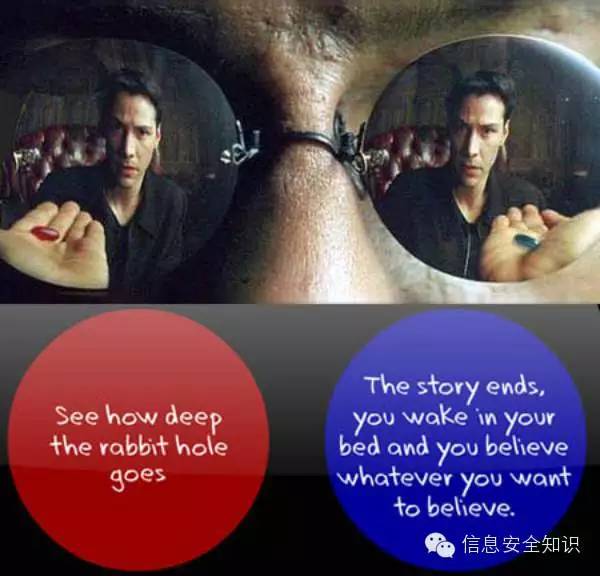 See how deep
the rabbit hole
goes
The story ends,
you wake in your
bed and you believe
whatever you want
to believe.
信息安全知识